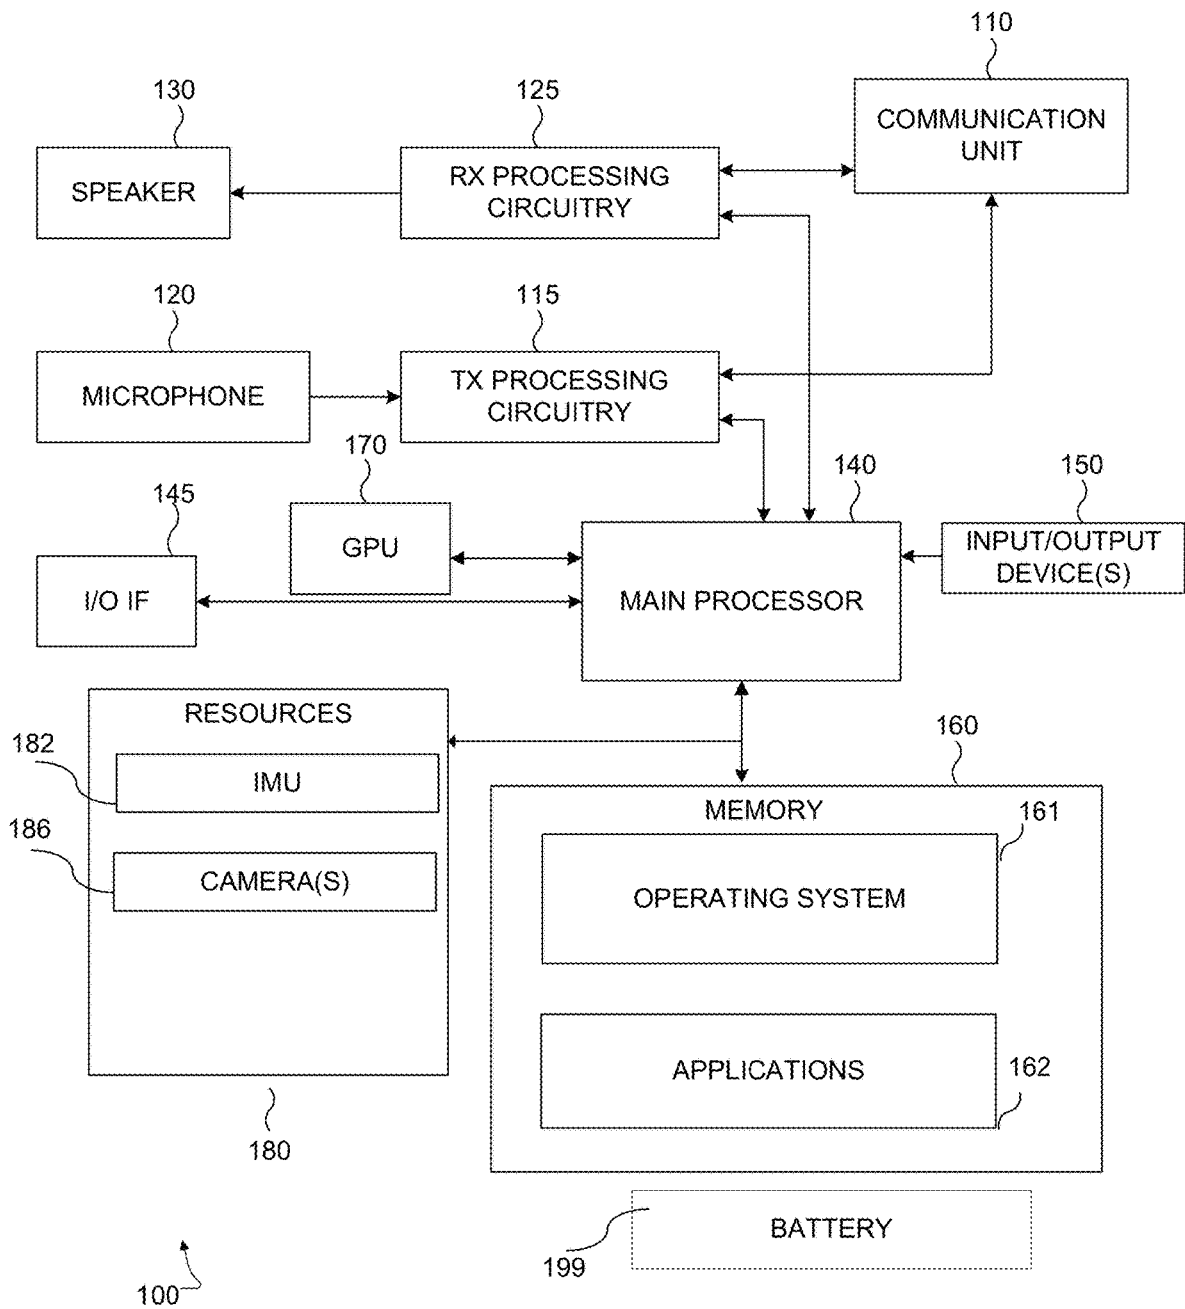 110
130
125
COMMUNICATION
UNIT
SPEAKER
RX PROCESSING
CIRCUITRY
120
115
MICROPHONE
TX PROCESSING
CIRCUITRY
170
140
150
145
GPU
INPUT/OUTPUT
DEVICE(S)
I/O IF
MAIN PROCESSOR
RESOURCES
182
IMU
160
MEMORY
161
186
CAMERA(S)
OPERATING SYSTEM
APPLICATIONS
162
180
BATTERY
199
100